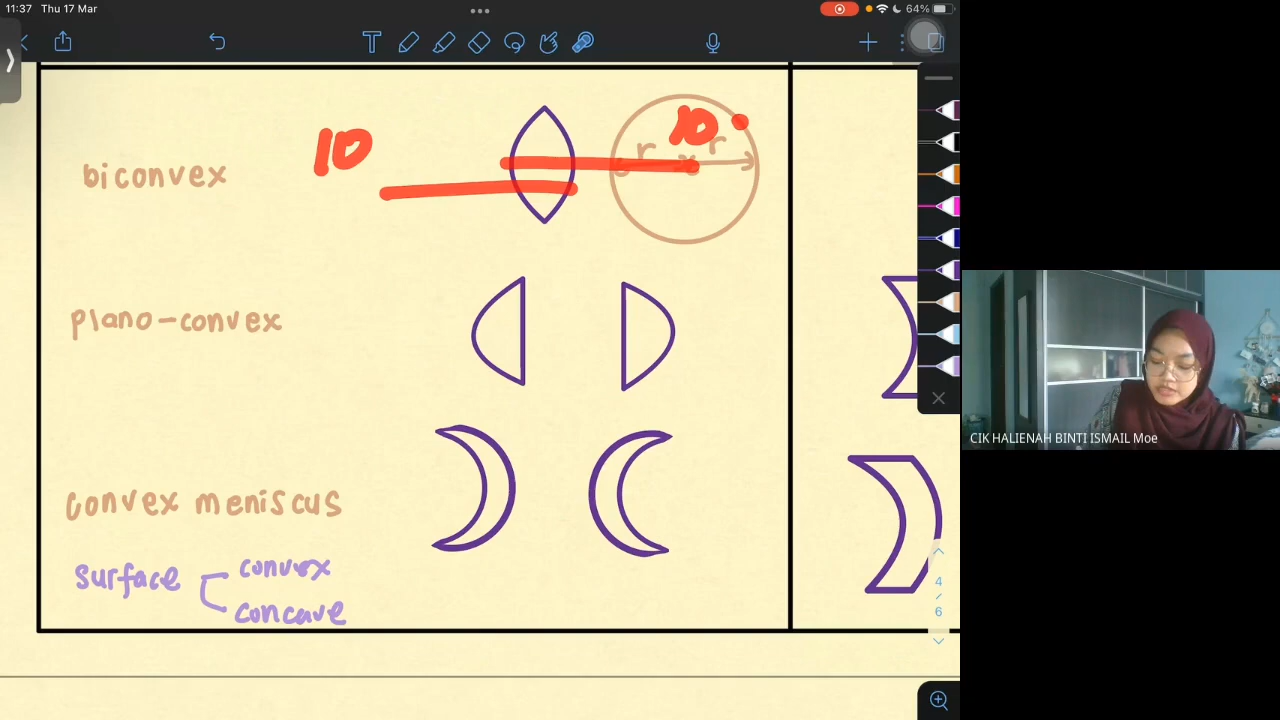 11:37 Thu 17 Mar
64%
T
10
10
r r
biconvex
plano-convex
convex meniscus
surface convex
concave
4
/
6
CIK HALIENAH BINTI ISMAIL Moe